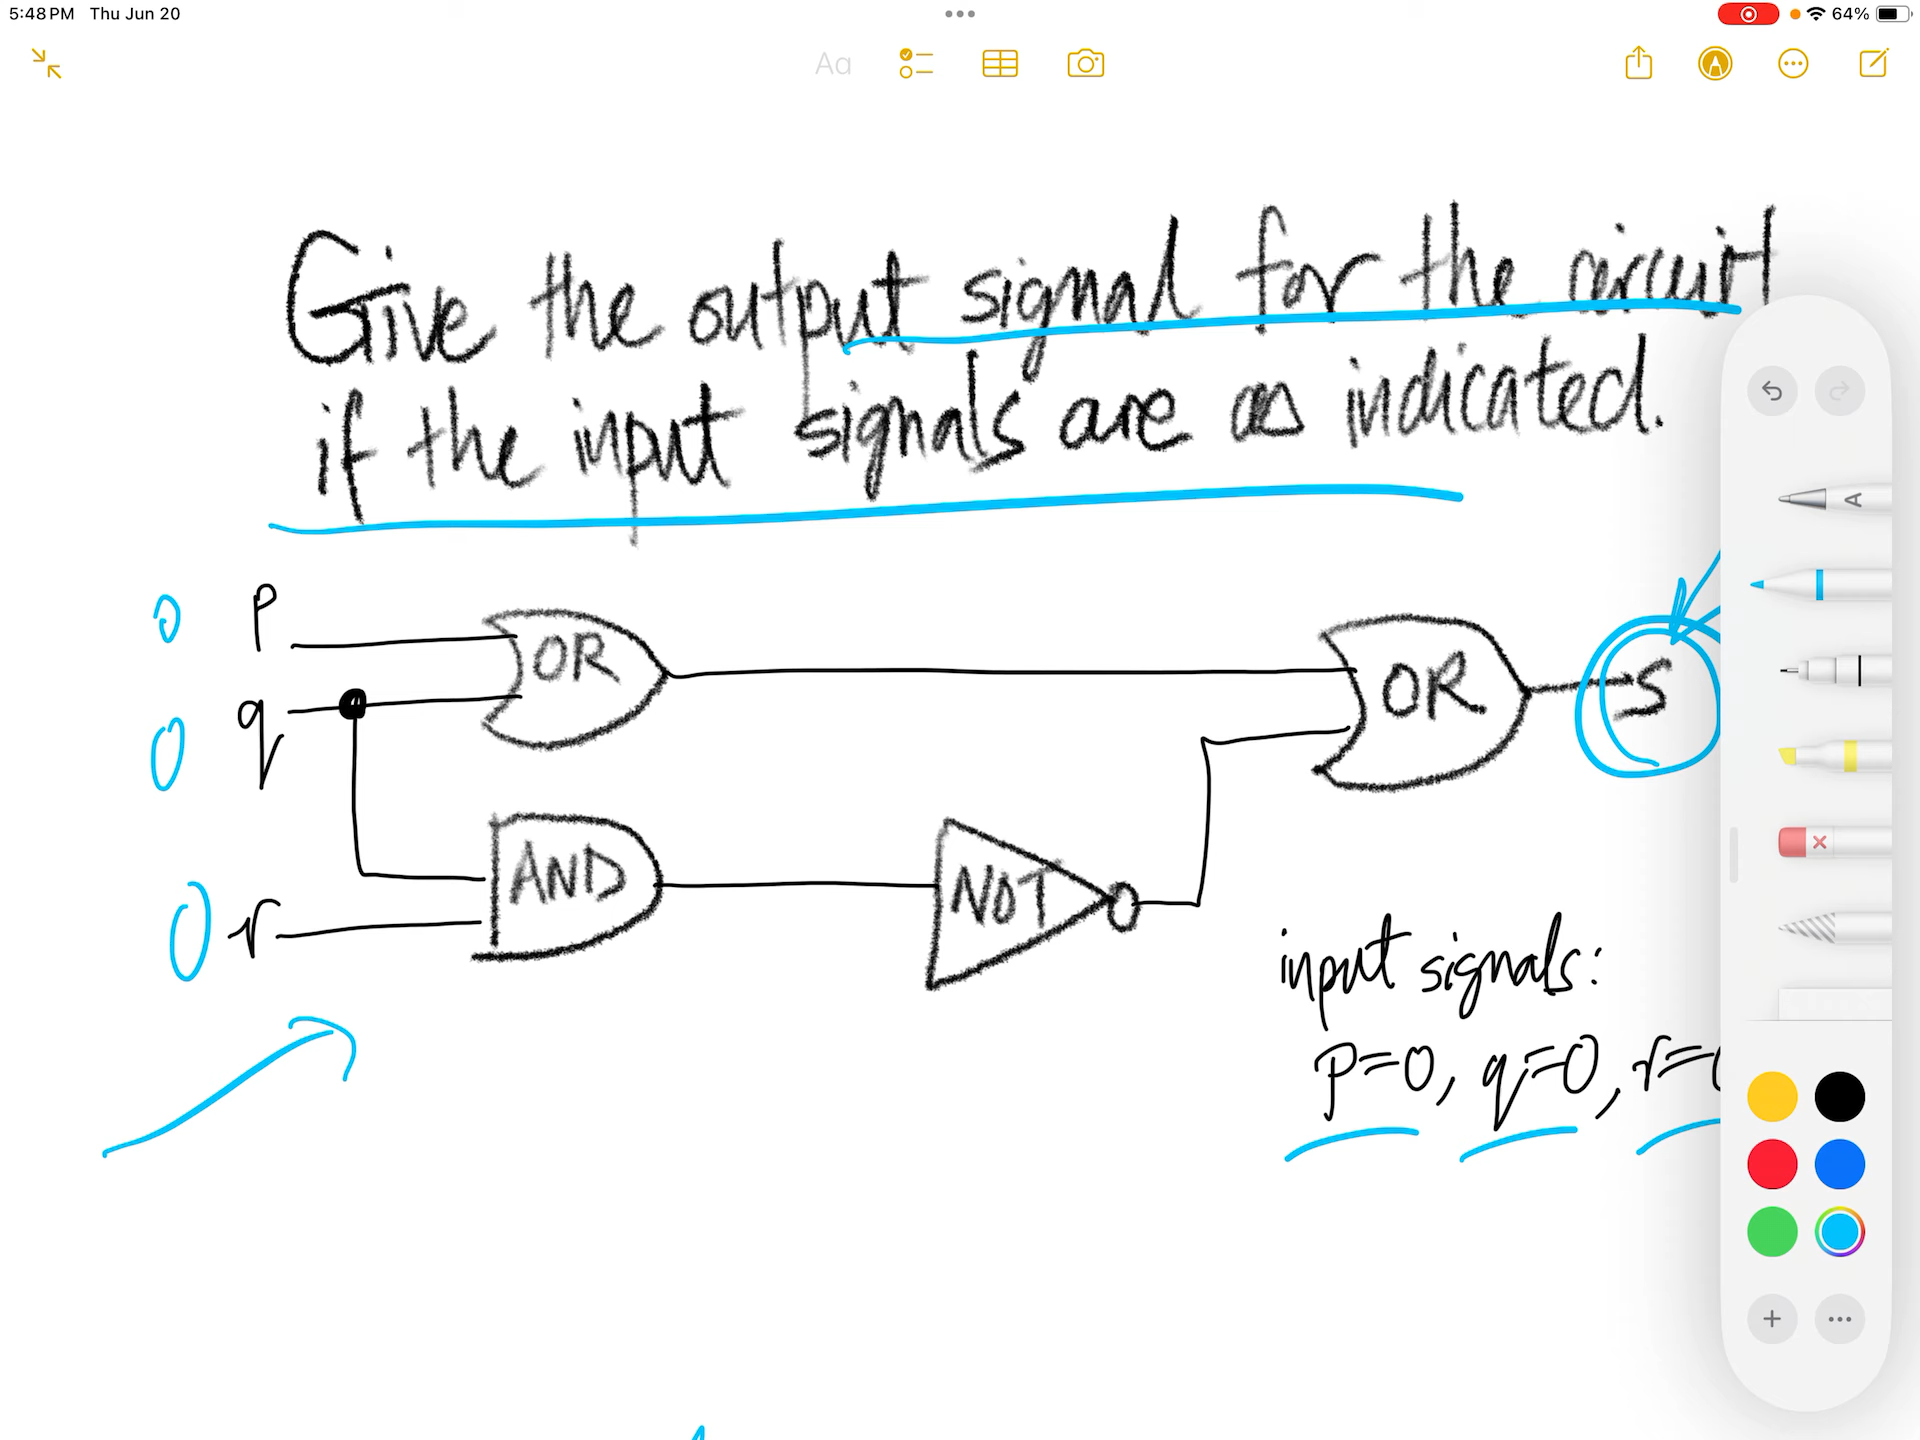 5:48 PM Thu Jun 20
64%
Aa
Give the output signal for the circuit
if the input signals are as indicated.
0 p
OR
OR
S
0 q
AND
NOT
0 r
input signals:
p=0, q=0, r=0
A